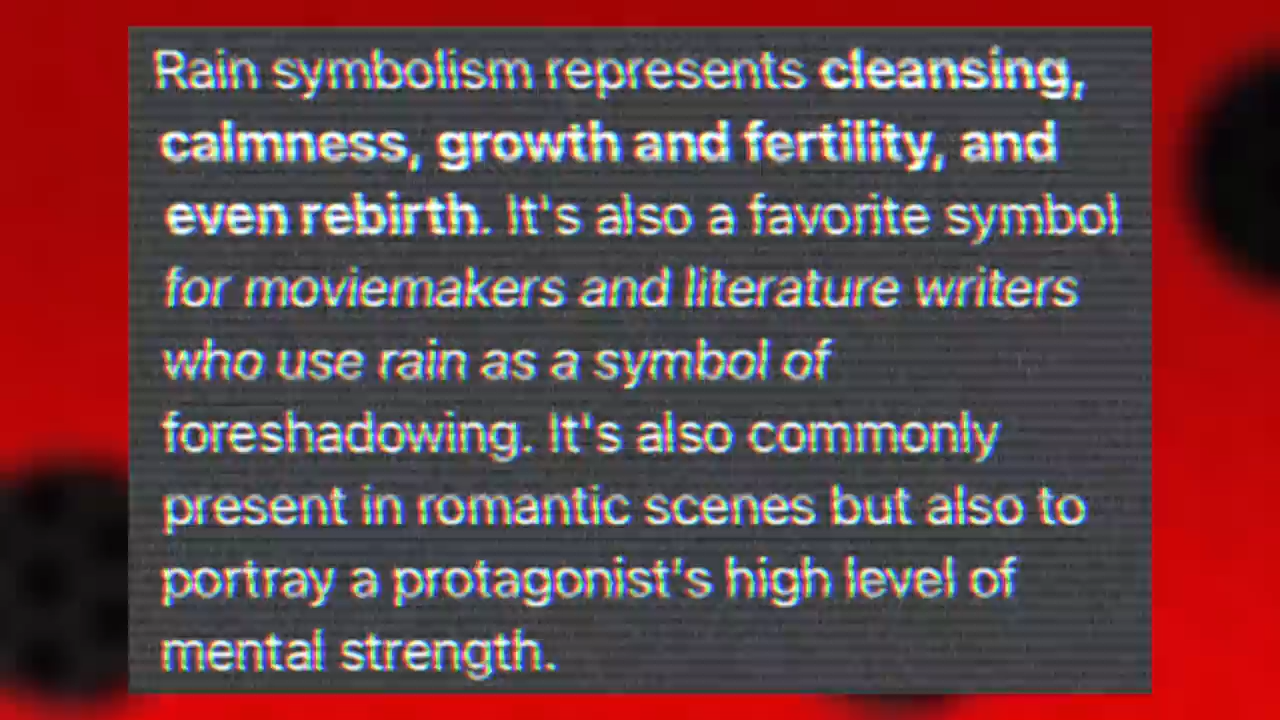 Rain symbolism represents cleansing,
calmness, growth and fertility, and
even rebirth. It's also a favorite symbol
for moviemakers and literature writers
who use rain as a symbol of
foreshadowing. It's also commonly
present in romantic scenes but also to
portray a protagonist's high level of
mental strength.